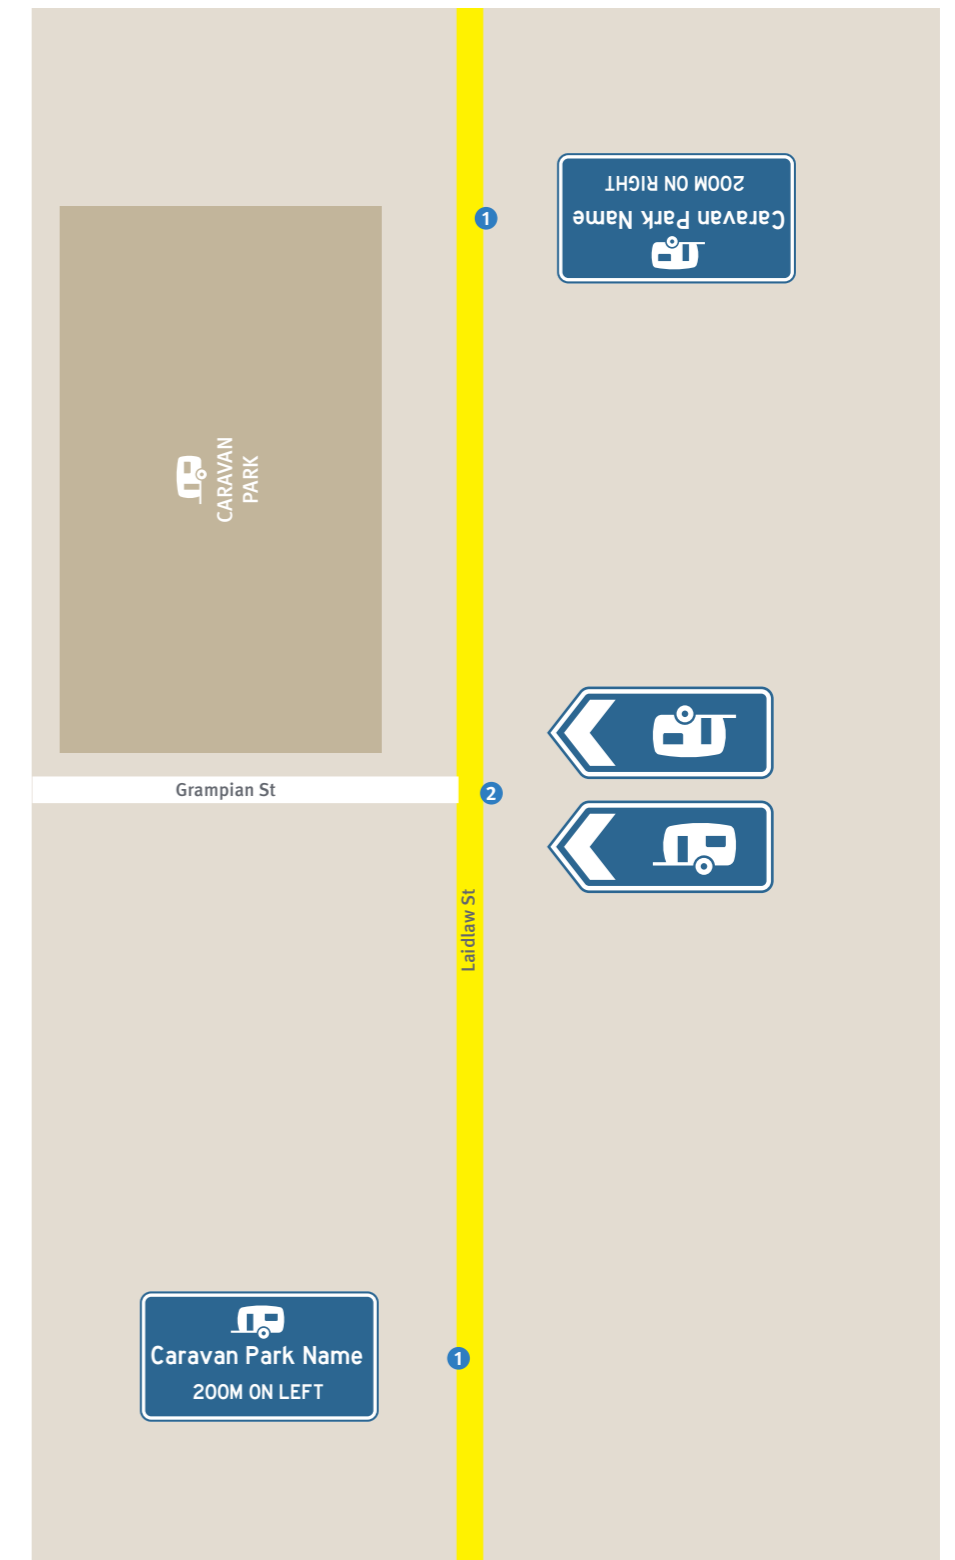 200M ON RIGHT
Caravan Park Name
1
CARAVAN
PARK
Grampian St
2
Laidlaw St
Caravan Park Name
200M ON LEFT
1